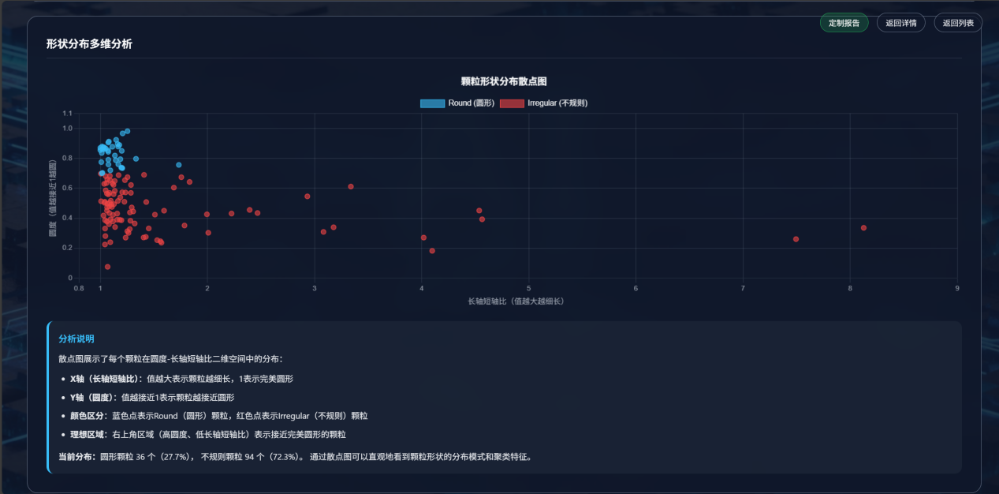 定制报告
返回详情
返回列表
形状分布多维分析
颗粒形状分布散点图
Round (圆形)
Irregular (不规则)
1.1
1.0
0.8
0.6
0.4
0.2
0
圆度（值越接近1越圆）
0.8
1
2
3
4
5
6
7
8
9
长轴短轴比（值越大越细长）
分析说明
散点图展示了每个颗粒在圆度-长轴短轴比二维空间中的分布：
• X轴（长轴短轴比）：值越大表示颗粒越细长，1表示完美圆形
• Y轴（圆度）：值越接近1表示颗粒越接近圆形
• 颜色区分：蓝色点表示Round（圆形）颗粒，红色点表示Irregular（不规则）颗粒
• 理想区域：右上角区域（高圆度、低长轴短轴比）表示接近完美圆形的颗粒
当前分布：圆形颗粒 36 个（27.7%），不规则颗粒 94 个（72.3%）。 通过散点图可以直观地看到颗粒形状的分布模式和聚类特征。